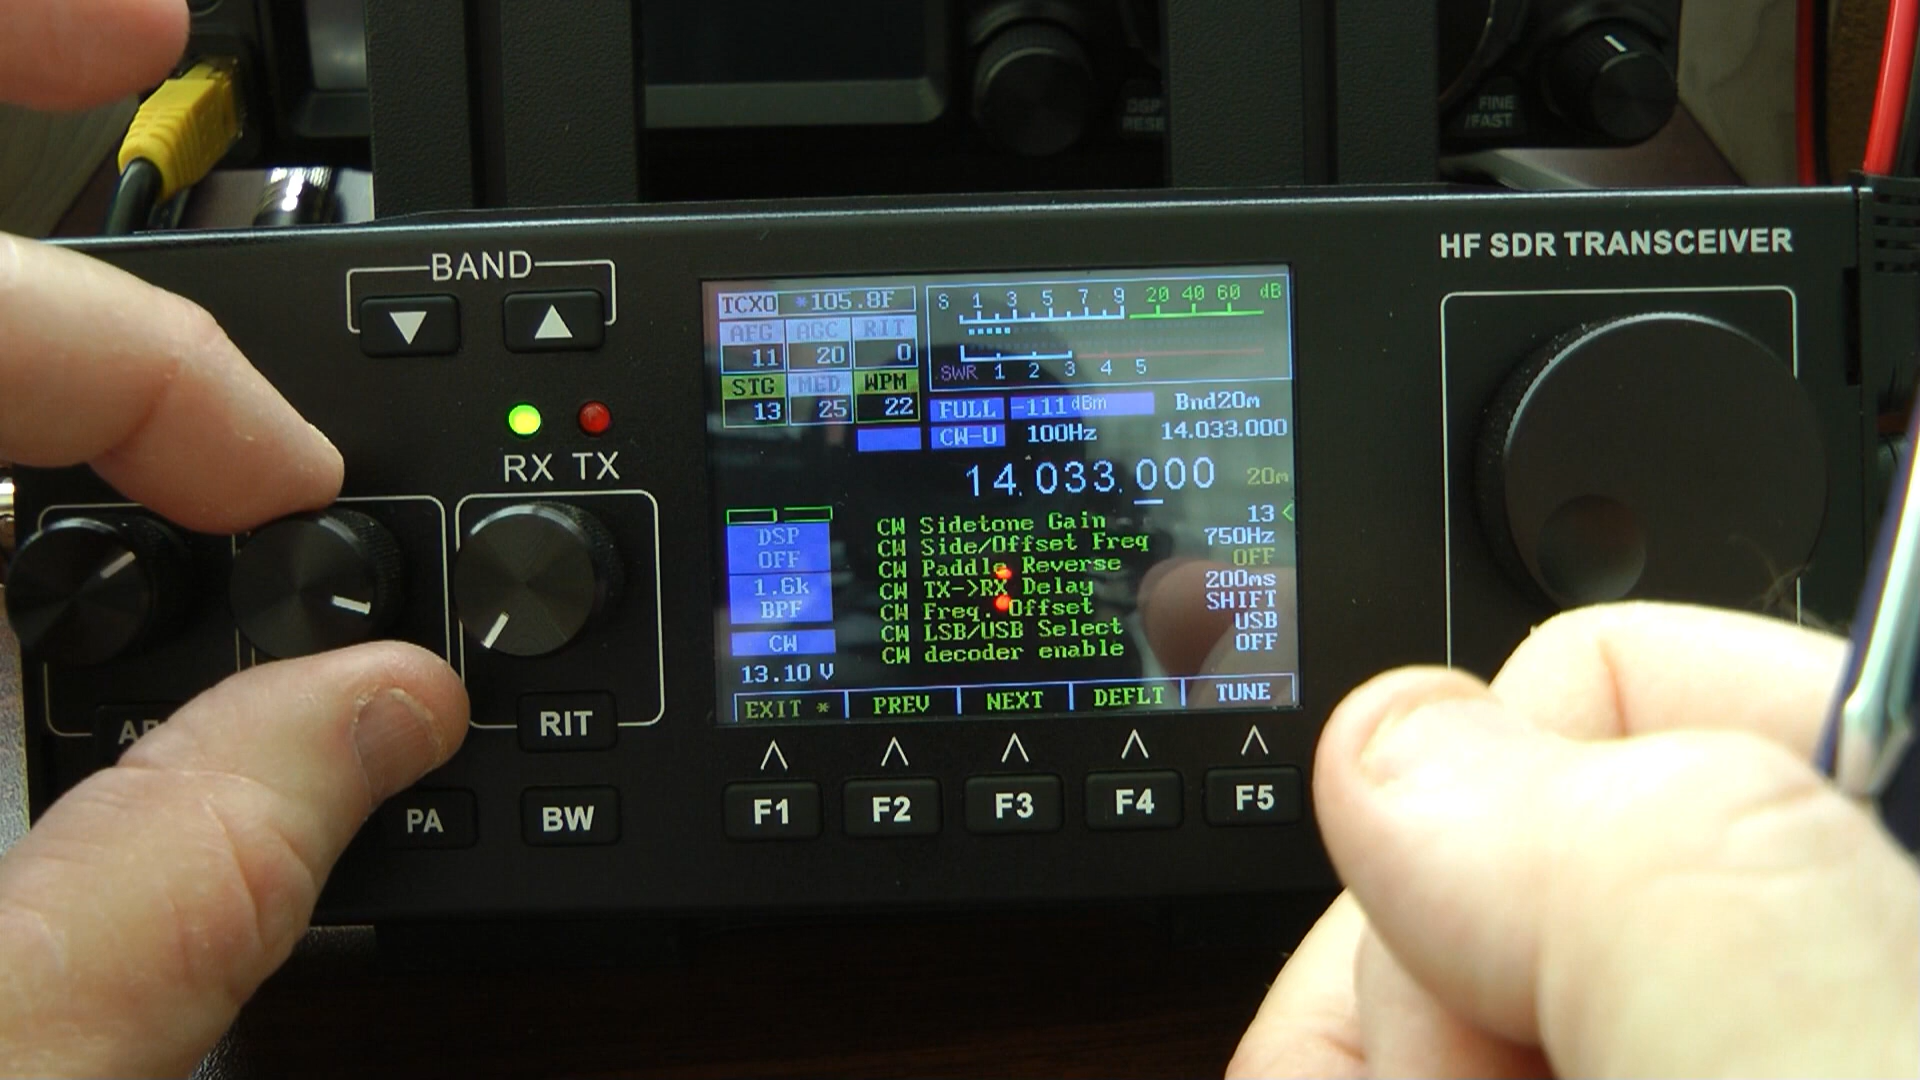 DSP
RESE
FINE
/FAST
HF SDR TRANSCEIVER
BAND
RX TX
TCXO *105.8F
AFG AGC RIT
11 20 0
STG MED WPM
13 25 22
S 1 3 5 7 9 20 40 60 dB
SWR 1 2 3 4 5
FULL -111dBm Bnd20m
CW-U 100Hz 14.033.000
14.033.000 20m
CW Sidetone Gain 13 <
CW Side/Offset Freq 750Hz
CW Paddle Reverse OFF
CW TX->RX Delay 200ms
CW Freq. Offset SHIFT
CW LSB/USB Select USB
CW decoder enable OFF
DSP
OFF
1.6k
BPF
CW
13.10 V
EXIT * PREV NEXT DEFLT TUNE
RIT
PA
BW
F1 F2 F3 F4 F5